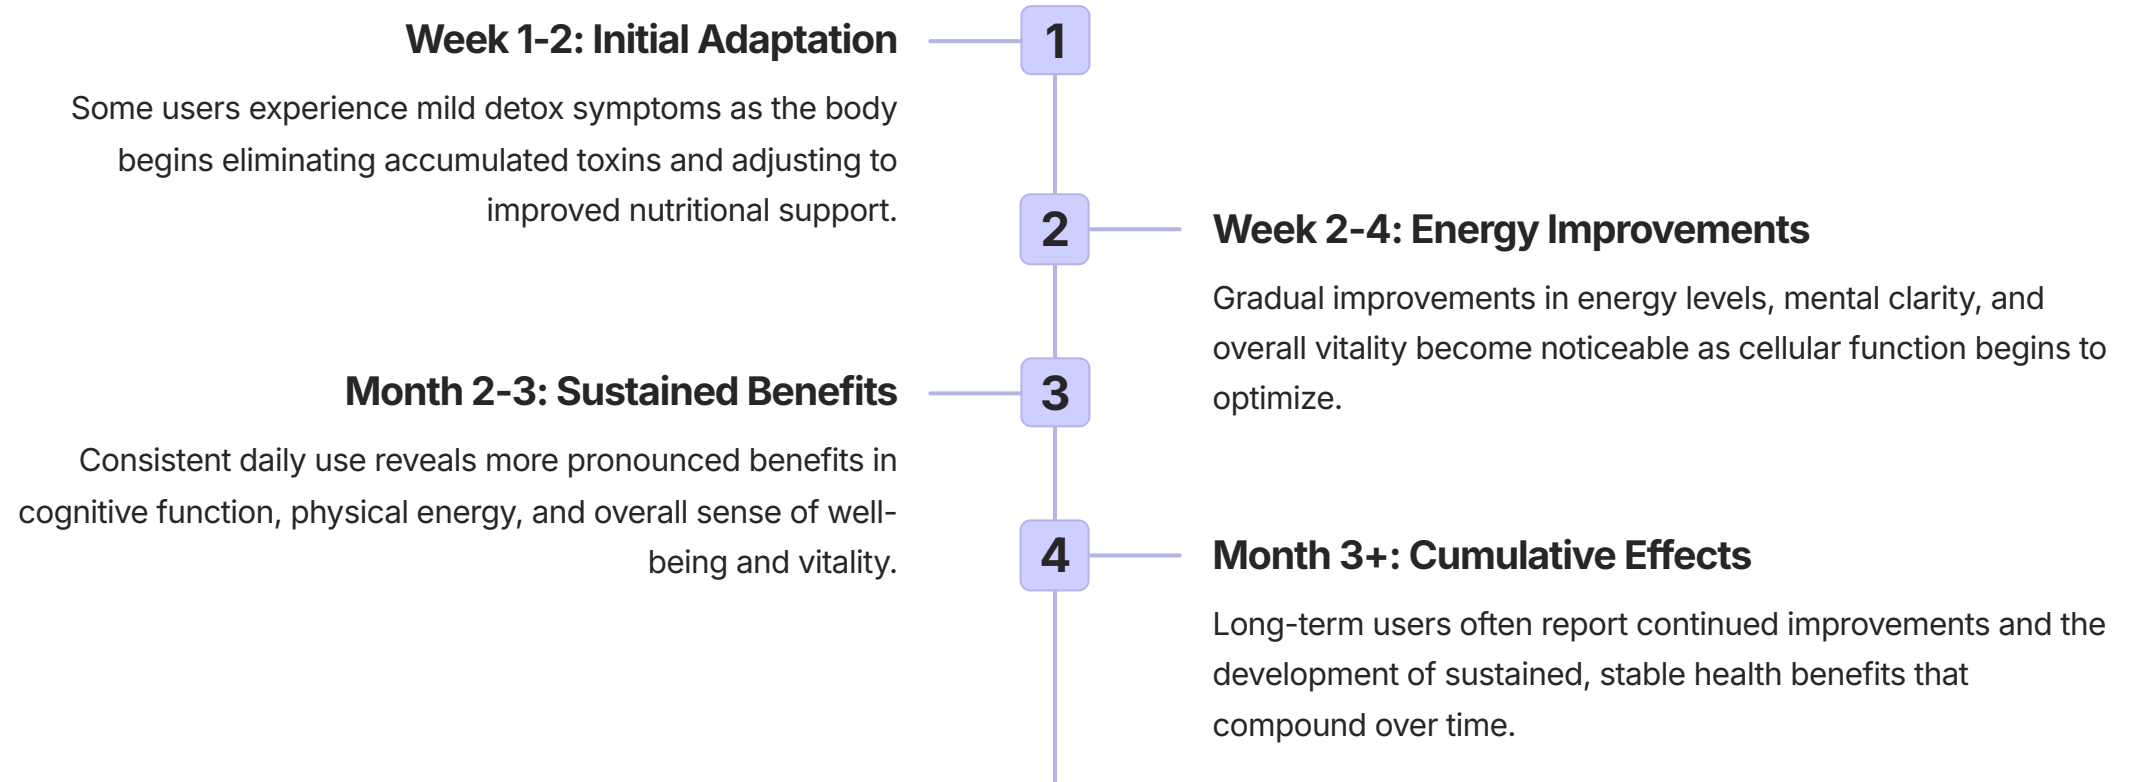 1
Week 1-2: Initial Adaptation
Some users experience mild detox symptoms as the body
begins eliminating accumulated toxins and adjusting to
improved nutritional support.
2
Week 2-4: Energy Improvements
Gradual improvements in energy levels, mental clarity, and
overall vitality become noticeable as cellular function begins to
optimize.
3
Month 2-3: Sustained Benefits
Consistent daily use reveals more pronounced benefits in
cognitive function, physical energy, and overall sense of well-
being and vitality.
4
Month 3+: Cumulative Effects
Long-term users often report continued improvements and the
development of sustained, stable health benefits that
compound over time.